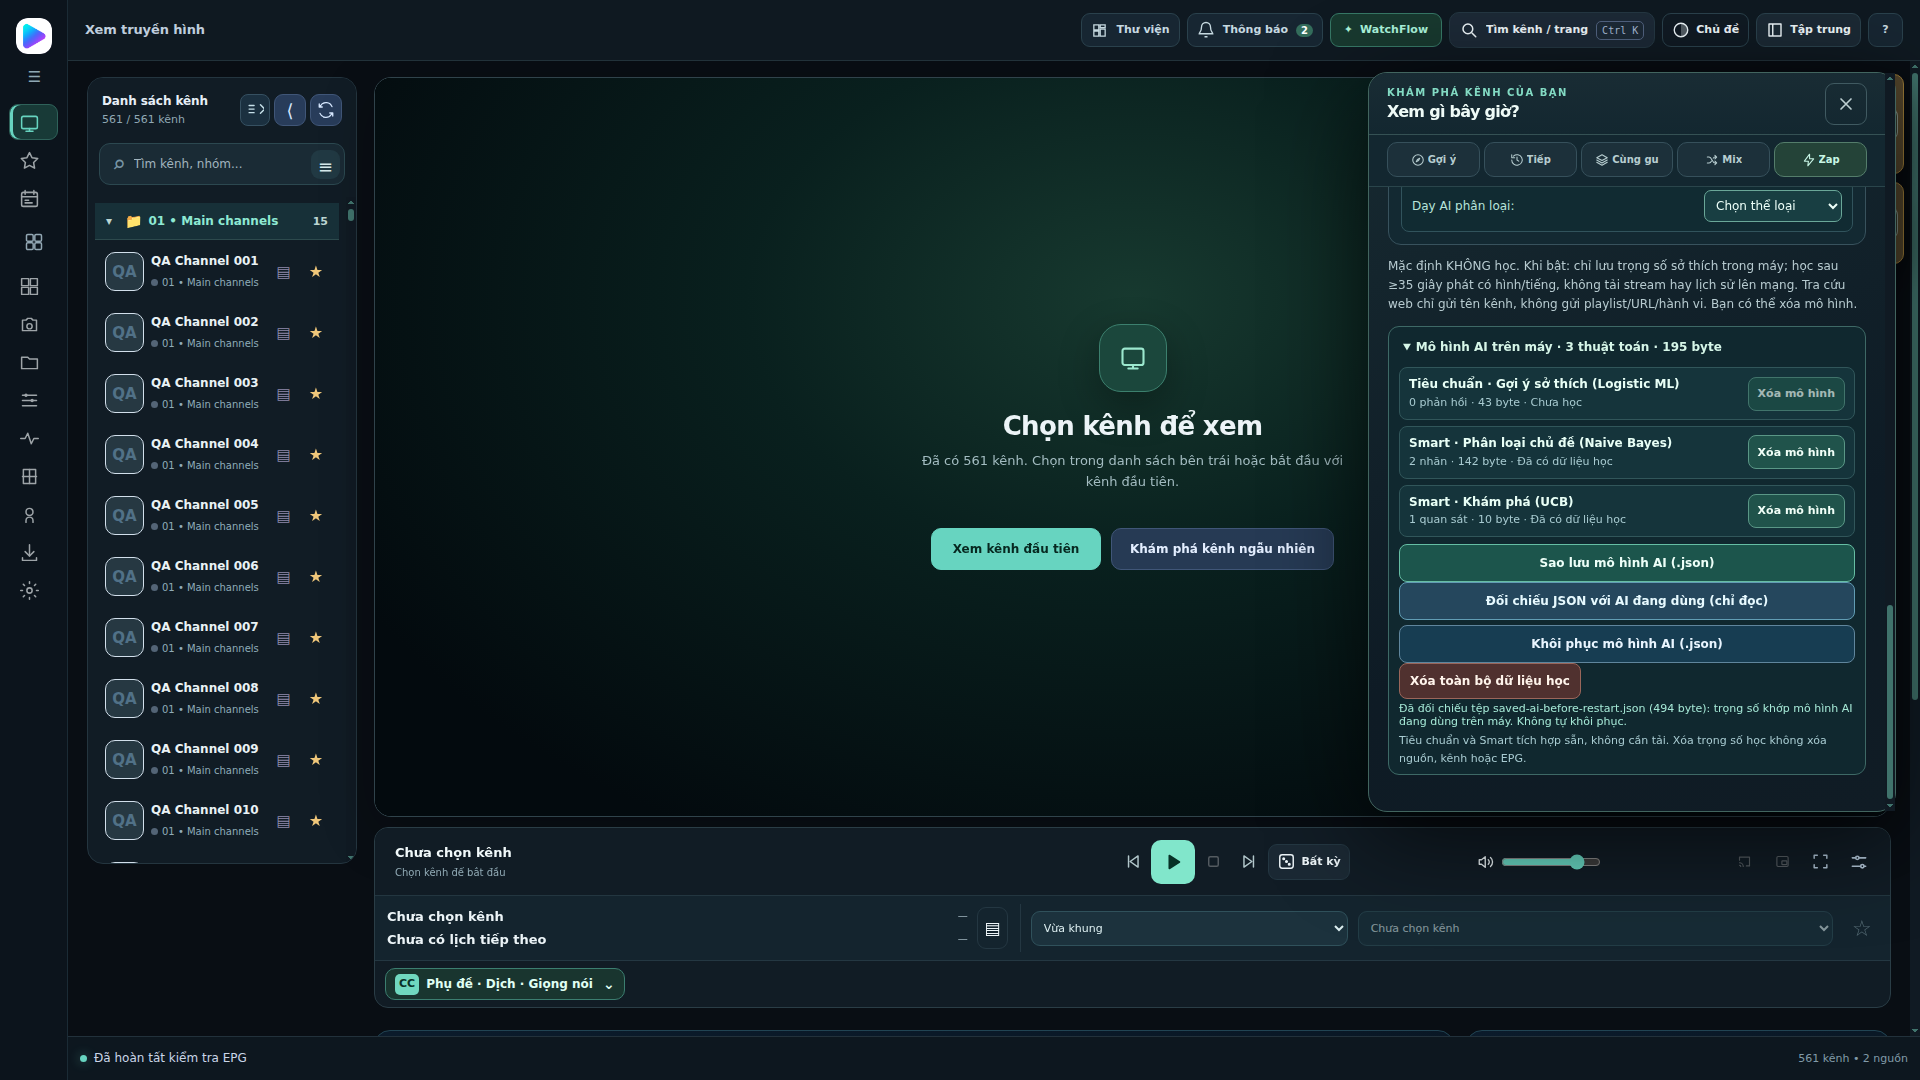 Xem truyền hình
Thư viện
Thông báo 2
WatchFlow
Tìm kênh / trang Ctrl K
Chủ đề
Tập trung
?
Danh sách kênh
561 / 561 kênh
Tìm kênh, nhóm...
01 • Main channels 15
QA QA Channel 001
01 • Main channels
QA QA Channel 002
01 • Main channels
QA QA Channel 003
01 • Main channels
QA QA Channel 004
01 • Main channels
QA QA Channel 005
01 • Main channels
QA QA Channel 006
01 • Main channels
QA QA Channel 007
01 • Main channels
QA QA Channel 008
01 • Main channels
QA QA Channel 009
01 • Main channels
QA QA Channel 010
01 • Main channels
Chọn kênh để xem
Đã có 561 kênh. Chọn trong danh sách bên trái hoặc bắt đầu với
kênh đầu tiên.
Xem kênh đầu tiên
Khám phá kênh ngẫu nhiên
KHÁM PHÁ KÊNH CỦA BẠN
Xem gì bây giờ?
Gợi ý
Tiếp
Cùng gu
Mix
Zap
Dạy AI phân loại:
Chọn thể loại
Mặc định KHÔNG học. Khi bật: chỉ lưu trọng số sở thích trong máy; học sau
≥35 giây phát có hình/tiếng, không tải stream hay lịch sử lên mạng. Tra cứu
web chỉ gửi tên kênh, không gửi playlist/URL/hành vi. Bạn có thể xóa mô hình.
Mô hình AI trên máy · 3 thuật toán · 195 byte
Tiêu chuẩn · Gợi ý sở thích (Logistic ML)
0 phản hồi · 43 byte · Chưa học
Xóa mô hình
Smart · Phân loại chủ đề (Naive Bayes)
2 nhãn · 142 byte · Đã có dữ liệu học
Xóa mô hình
Smart · Khám phá (UCB)
1 quan sát · 10 byte · Đã có dữ liệu học
Xóa mô hình
Sao lưu mô hình AI (.json)
Đối chiếu JSON với AI đang dùng (chỉ đọc)
Khôi phục mô hình AI (.json)
Xóa toàn bộ dữ liệu học
Đã đối chiếu tệp saved-ai-before-restart.json (494 byte): trọng số khớp mô hình AI
đang dùng trên máy. Không tự khôi phục.
Tiêu chuẩn và Smart tích hợp sẵn, không cần tải. Xóa trọng số học không xóa
nguồn, kênh hoặc EPG.
Chưa chọn kênh
Chọn kênh để bắt đầu
Bất kỳ
Chưa chọn kênh —
Chưa có lịch tiếp theo —
Vừa khung
Chưa chọn kênh
CC Phụ đề · Dịch · Giọng nói
Đã hoàn tất kiểm tra EPG
561 kênh • 2 nguồn